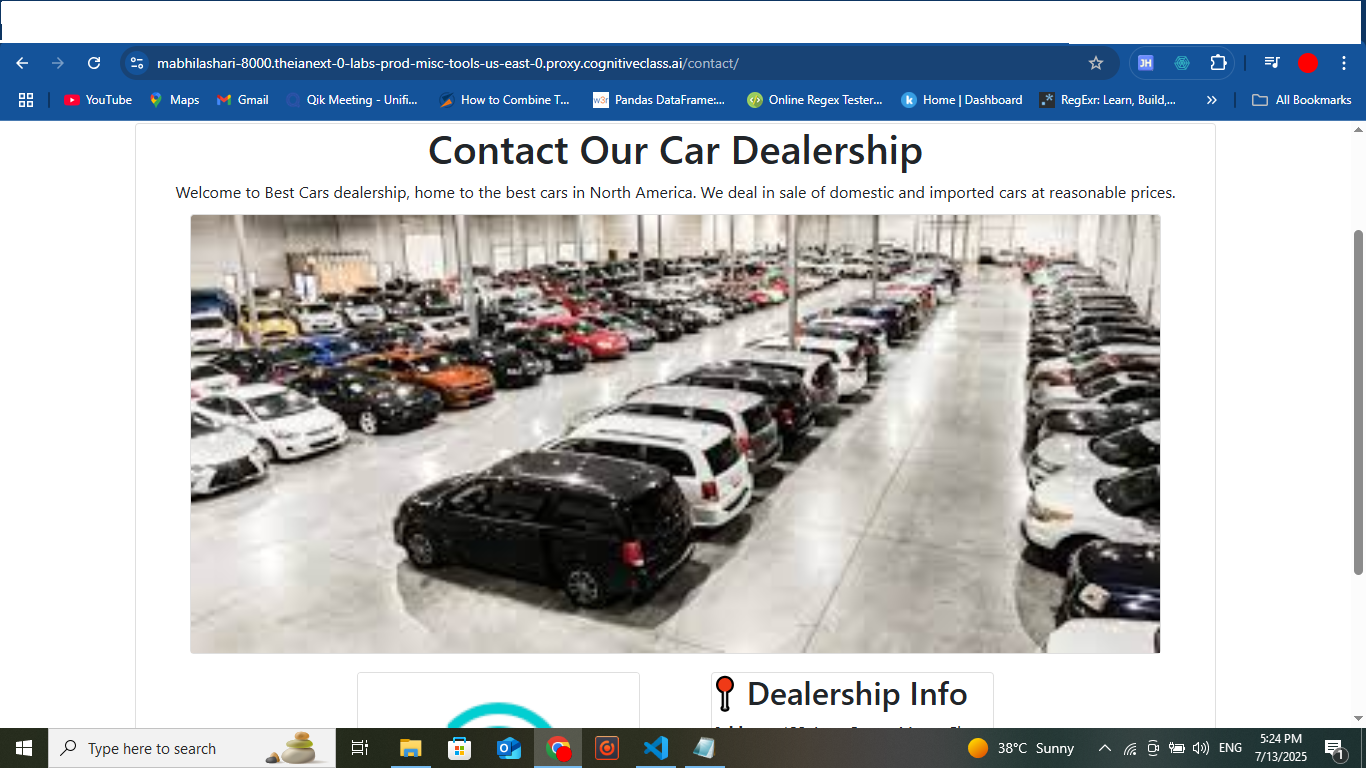 mabhilashari-8000.theianext-0-labs-prod-misc-tools-us-east-0.proxy.cognitiveclass.ai/contact/
JH
YouTube
Maps
Gmail
Qik Meeting - Unifi...
How to Combine T...
w3r
Pandas DataFrame:...
Online Regex Tester...
k
Home | Dashboard
.*
RegExr: Learn, Build,...
»
All Bookmarks
Contact Our Car Dealership
Welcome to Best Cars dealership, home to the best cars in North America. We deal in sale of domestic and imported cars at reasonable prices.
Dealership Info
Type here to search
38°C Sunny
ENG
5:24 PM
7/13/2025
1